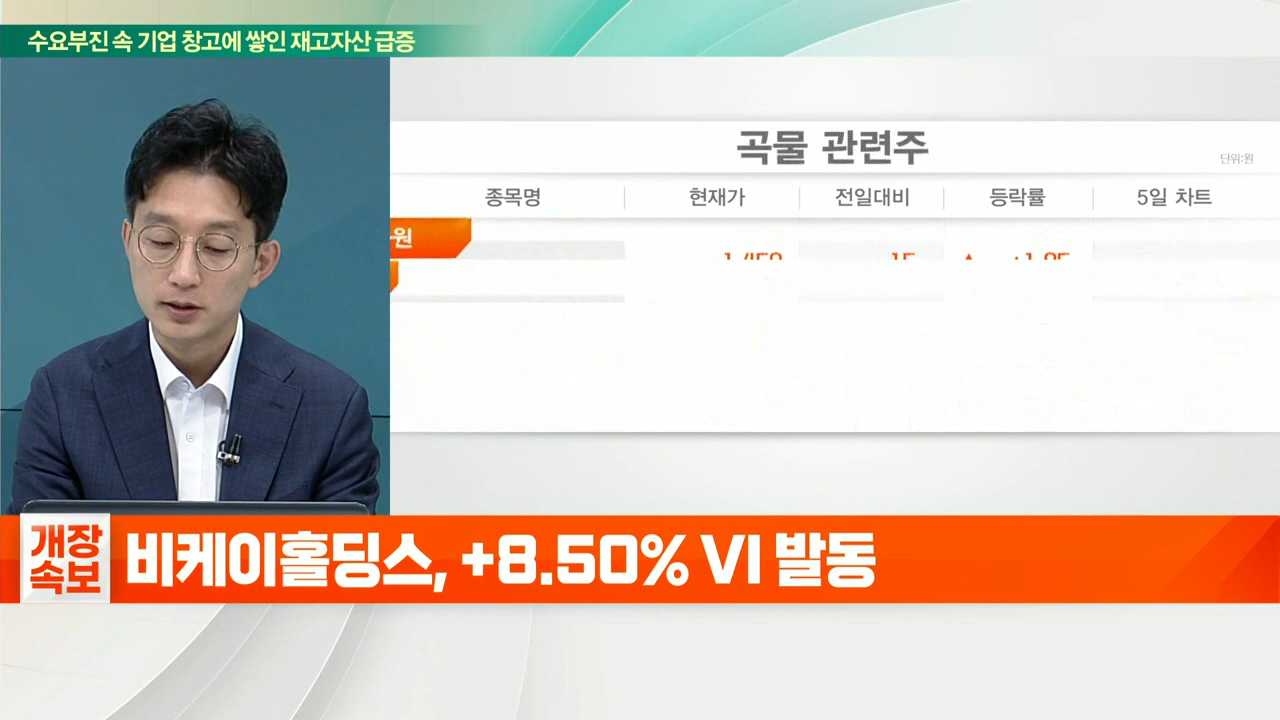 수요부진 속 기업 창고에 쌓인 재고자산 급증
곡물 관련주
단위:원
종목명 현재가 전일대비 등락률 5일 차트
원
개장
속보
비케이홀딩스, +8.50% VI 발동